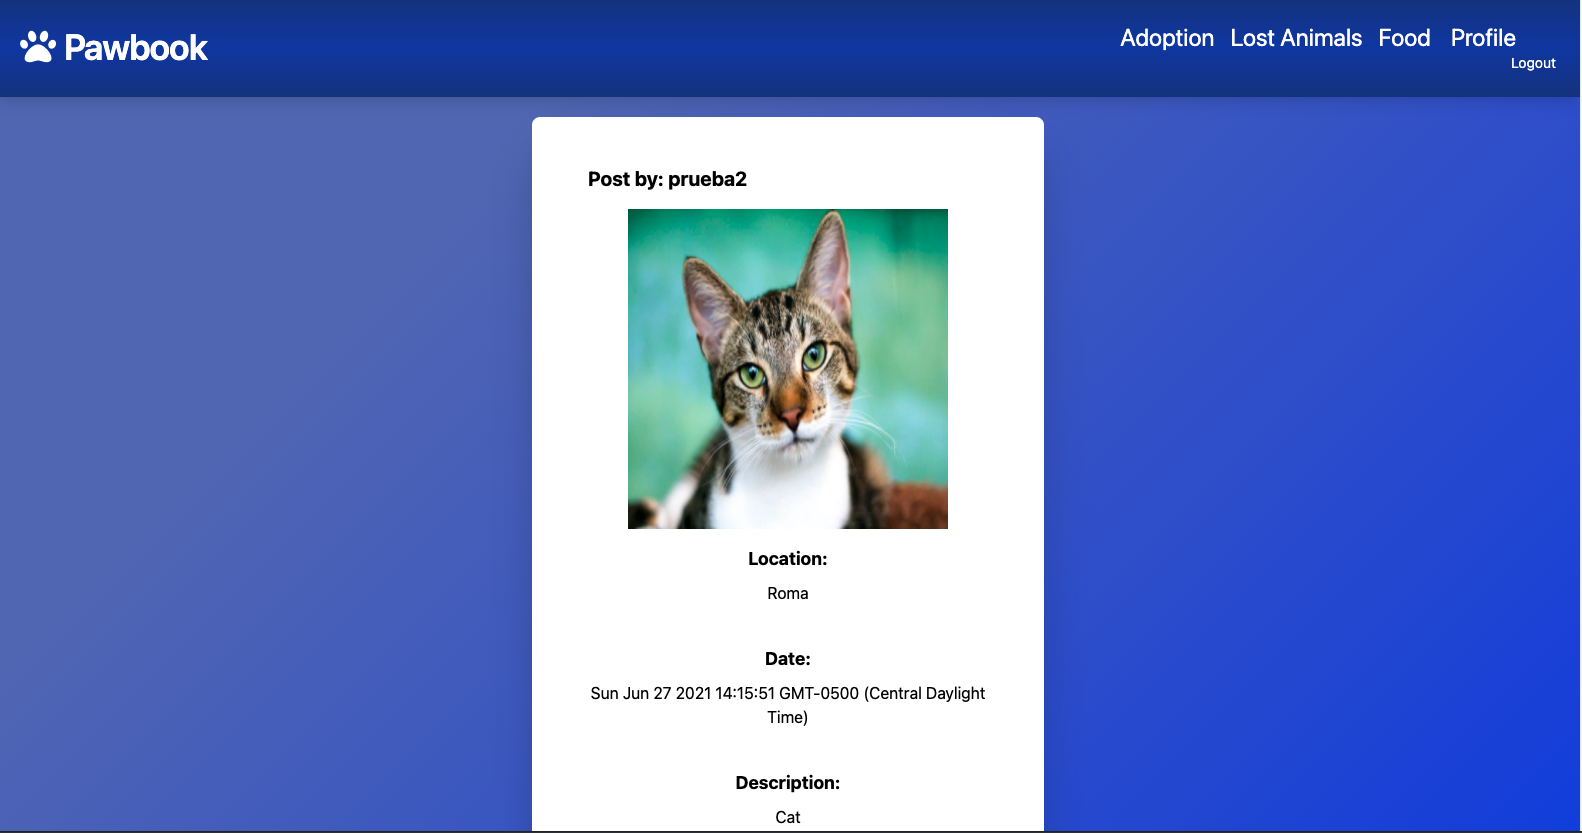 Pawbook
Adoption Lost Animals Food Profile
Logout
Post by: prueba2
Location:
Roma
Date:
Sun Jun 27 2021 14:15:51 GMT-0500 (Central Daylight
Time)
Description:
Cat